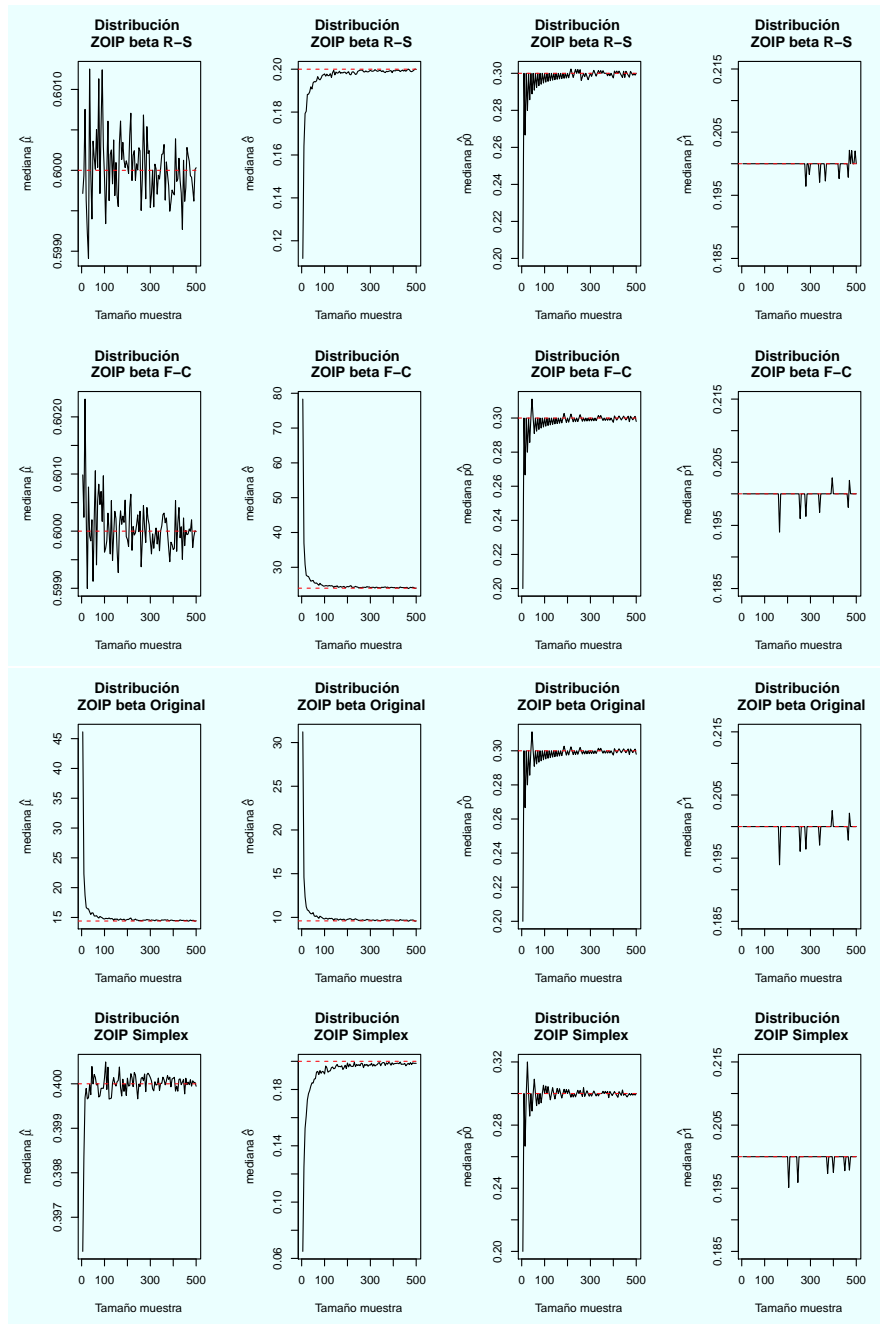 Distribución
ZOIP beta R−S
mediana μ̂
0.6010
0.6000
0.5990
0 100 300 500
Tamaño muestra
Distribución
ZOIP beta R−S
mediana σ̂
0.20
0.18
0.16
0.14
0.12
0 100 300 500
Tamaño muestra
Distribución
ZOIP beta R−S
mediana p̂0
0.30
0.28
0.26
0.24
0.22
0.20
0 100 300 500
Tamaño muestra
Distribución
ZOIP beta R−S
mediana p̂1
0.215
0.205
0.195
0.185
0 100 300 500
Tamaño muestra
Distribución
ZOIP beta F−C
mediana μ̂
0.6020
0.6010
0.6000
0.5990
0 100 300 500
Tamaño muestra
Distribución
ZOIP beta F−C
mediana σ̂
80
70
60
50
40
30
0 100 300 500
Tamaño muestra
Distribución
ZOIP beta F−C
mediana p̂0
0.30
0.28
0.26
0.24
0.22
0.20
0 100 300 500
Tamaño muestra
Distribución
ZOIP beta F−C
mediana p̂1
0.215
0.205
0.195
0.185
0 100 300 500
Tamaño muestra
Distribución
ZOIP beta Original
mediana μ̂
45
40
35
30
25
20
15
0 100 300 500
Tamaño muestra
Distribución
ZOIP beta Original
mediana σ̂
30
25
20
15
10
0 100 300 500
Tamaño muestra
Distribución
ZOIP beta Original
mediana p̂0
0.30
0.28
0.26
0.24
0.22
0.20
0 100 300 500
Tamaño muestra
Distribución
ZOIP beta Original
mediana p̂1
0.215
0.205
0.195
0.185
0 100 300 500
Tamaño muestra
Distribución
ZOIP Simplex
mediana μ̂
0.400
0.399
0.398
0.397
0 100 300 500
Tamaño muestra
Distribución
ZOIP Simplex
mediana σ̂
0.18
0.14
0.10
0.06
0 100 300 500
Tamaño muestra
Distribución
ZOIP Simplex
mediana p̂0
0.32
0.28
0.24
0.20
0 100 300 500
Tamaño muestra
Distribución
ZOIP Simplex
mediana p̂1
0.215
0.205
0.195
0.185
0 100 300 500
Tamaño muestra